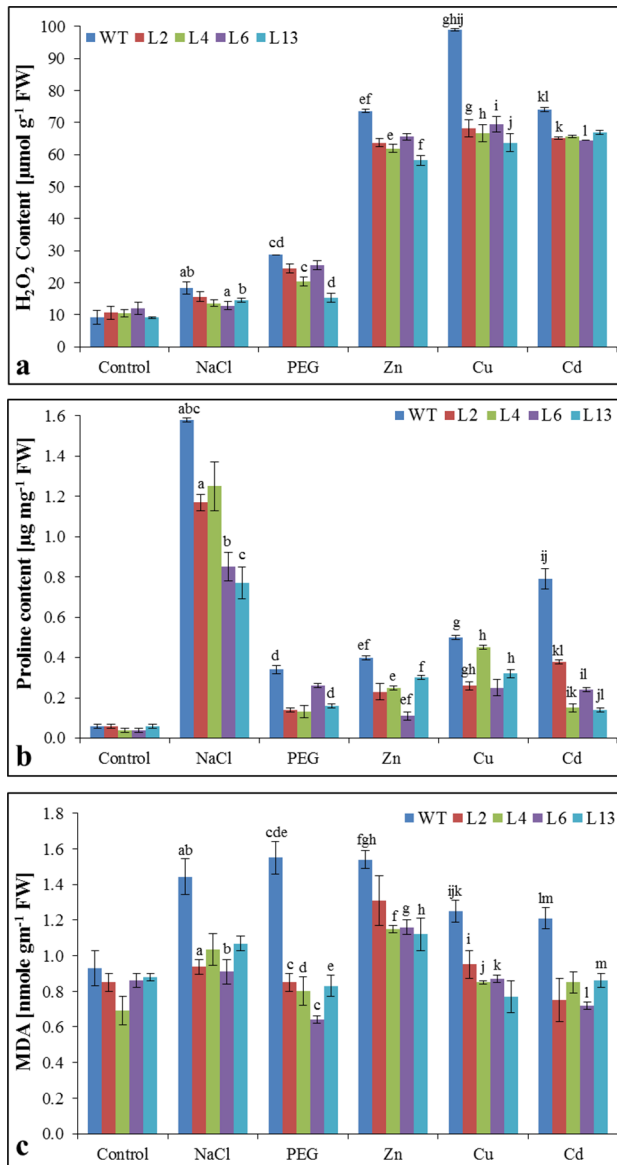 H₂O₂ Content [µmol g⁻¹ FW]
100
90
80
70
60
50
40
30
20
10
0
WT L2 L4 L6 L13
ab a b
cd c d
ef e f
ghij g h i j
kl k l
Control NaCl PEG Zn Cu Cd
a
Proline content [µg mg⁻¹ FW]
1.6
1.4
1.2
1.0
0.8
0.6
0.4
0.2
0.0
WT L2 L4 L6 L13
abc a b c
d d
ef e ef f
g gh h h
ij kl ik il jl
Control NaCl PEG Zn Cu Cd
b
MDA [nmole gm⁻¹ FW]
1.8
1.6
1.4
1.2
1.0
0.8
0.6
0.4
0.2
0.0
WT L2 L4 L6 L13
ab a b
cde c d c e
fgh f g h
ijk i j k
lm l m
Control NaCl PEG Zn Cu Cd
c